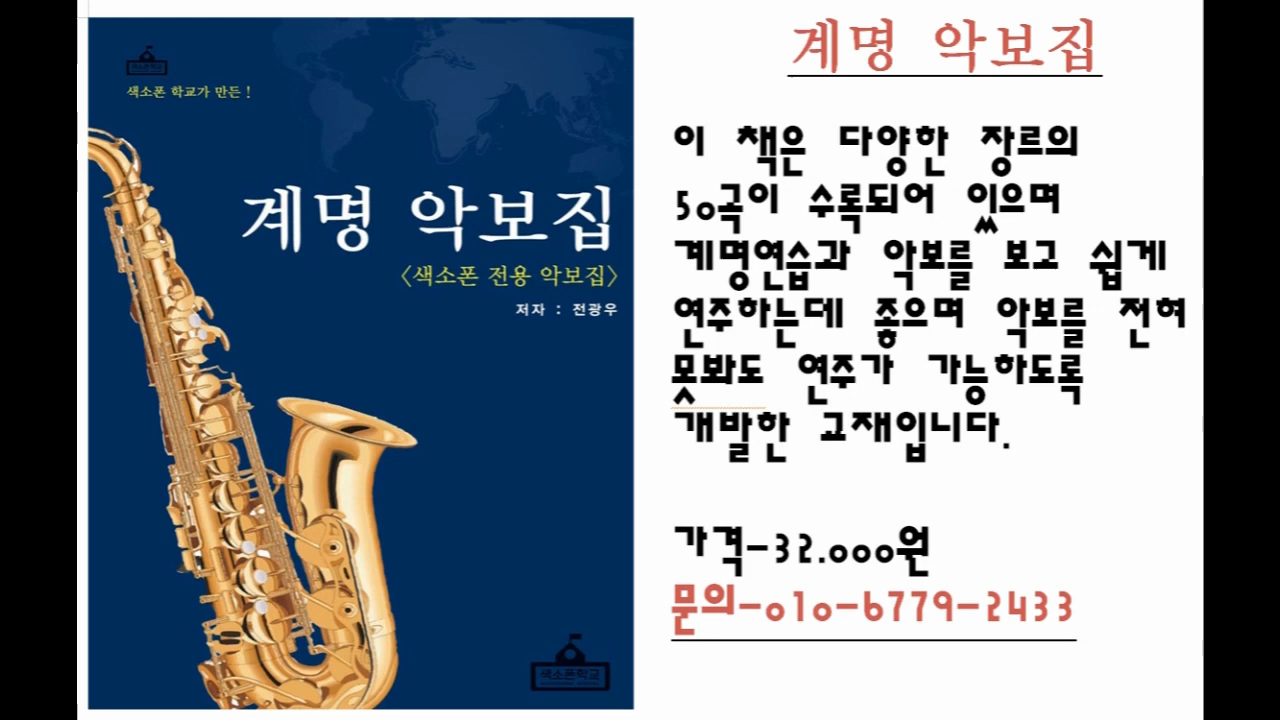 색소폰학교
색소폰 학교가 만든 !
계명 악보집
<색소폰 전용 악보집>
저자 : 전광우
색소폰학교
계명 악보집
이 책은 다양한 장르의
50곡이 수록되어 있으며
계명연습과 악보를 보고 쉽게
연주하는데 좋으며 악보를 전혀
못봐도 연주가 가능하도록
개발한 교재입니다.
가격-32.000원
문의-010-6779-2433